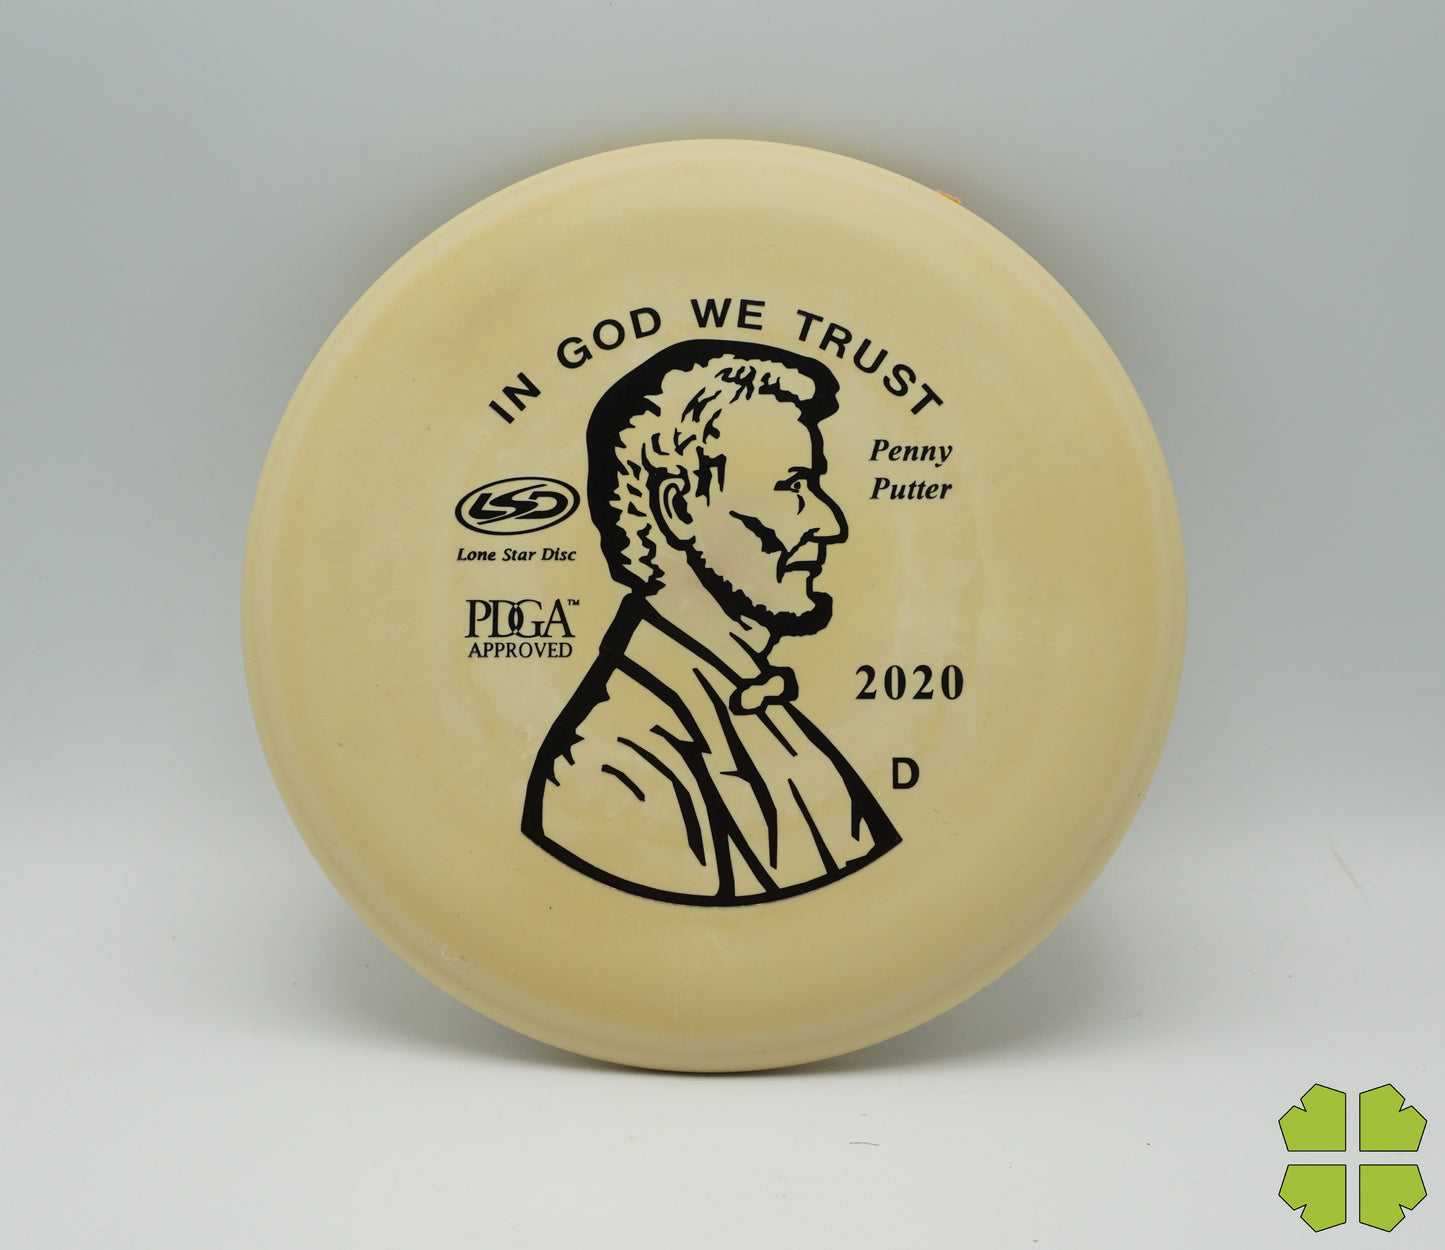 IN GOD WE TRUST
Penny
Putter
LSD
Lone Star Disc
PDGA™
APPROVED
2020
D